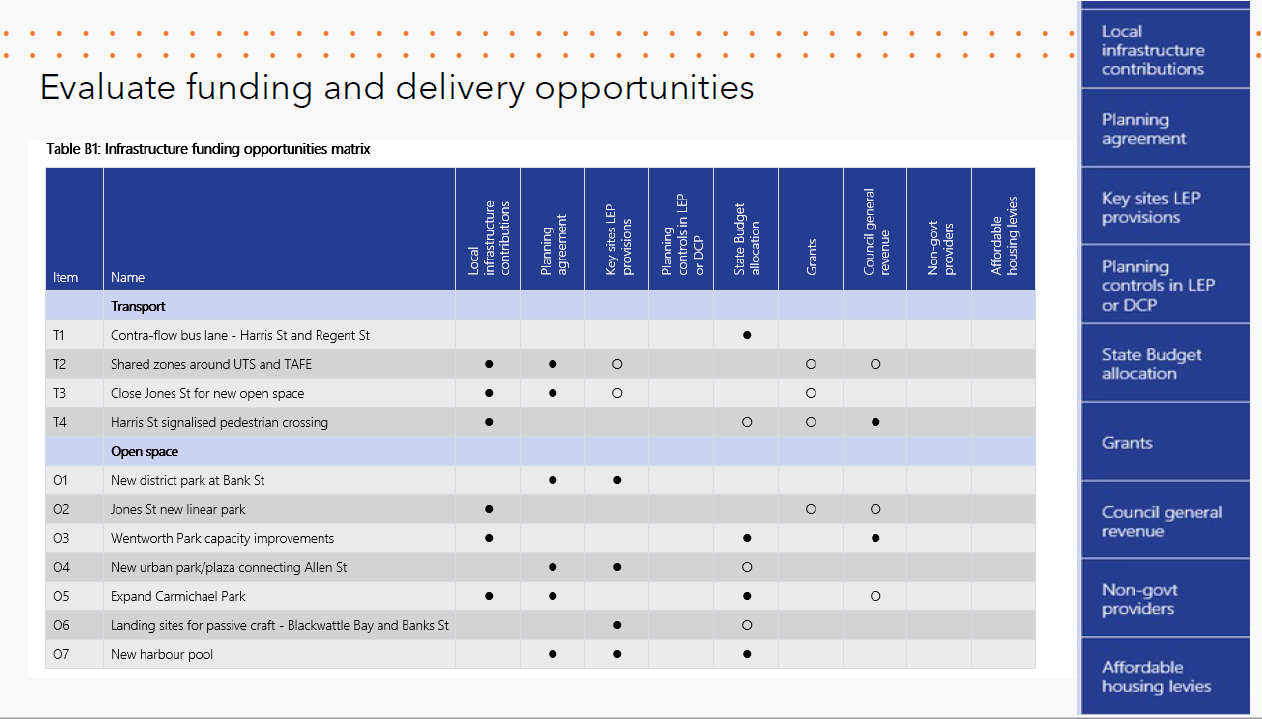 Evaluate funding and delivery opportunities
Table B1: Infrastructure funding opportunities matrix
Item
Name
Local
infrastructure
contributions
Planning
agreement
Key sites LEP
provisions
Planning
controls in LEP
or DCP
State Budget
allocation
Grants
Council general
revenue
Non-govt
providers
Affordable
housing levies
Transport
T1 Contra-flow bus lane - Harris St and Regent St ●
T2 Shared zones around UTS and TAFE ● ● ○ ○ ○
T3 Close Jones St for new open space ● ● ○ ○
T4 Harris St signalised pedestrian crossing ● ○ ○ ●
Open space
O1 New district park at Bank St ● ●
O2 Jones St new linear park ● ○ ○
O3 Wentworth Park capacity improvements ● ● ●
O4 New urban park/plaza connecting Allen St ● ● ○
O5 Expand Carmichael Park ● ● ● ○
O6 Landing sites for passive craft - Blackwattle Bay and Banks St ● ○
O7 New harbour pool ● ● ●
Local
infrastructure
contributions
Planning
agreement
Key sites LEP
provisions
Planning
controls in LEP
or DCP
State Budget
allocation
Grants
Council general
revenue
Non-govt
providers
Affordable
housing levies